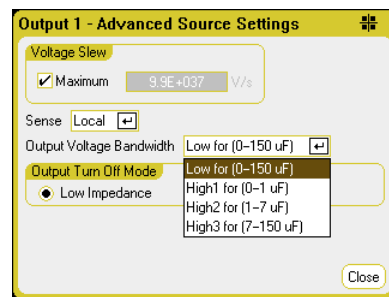 Output 1 - Advanced Source Settings
Voltage Slew
Maximum 9.9E+037 V/s
Sense Local
Output Voltage Bandwidth Low for (0-150 uF)
Low for (0-150 uF)
Output Turn Off Mode
High1 for (0-1 uF)
Low Impedance
High2 for (1-7 uF)
High3 for (7-150 uF)
Close